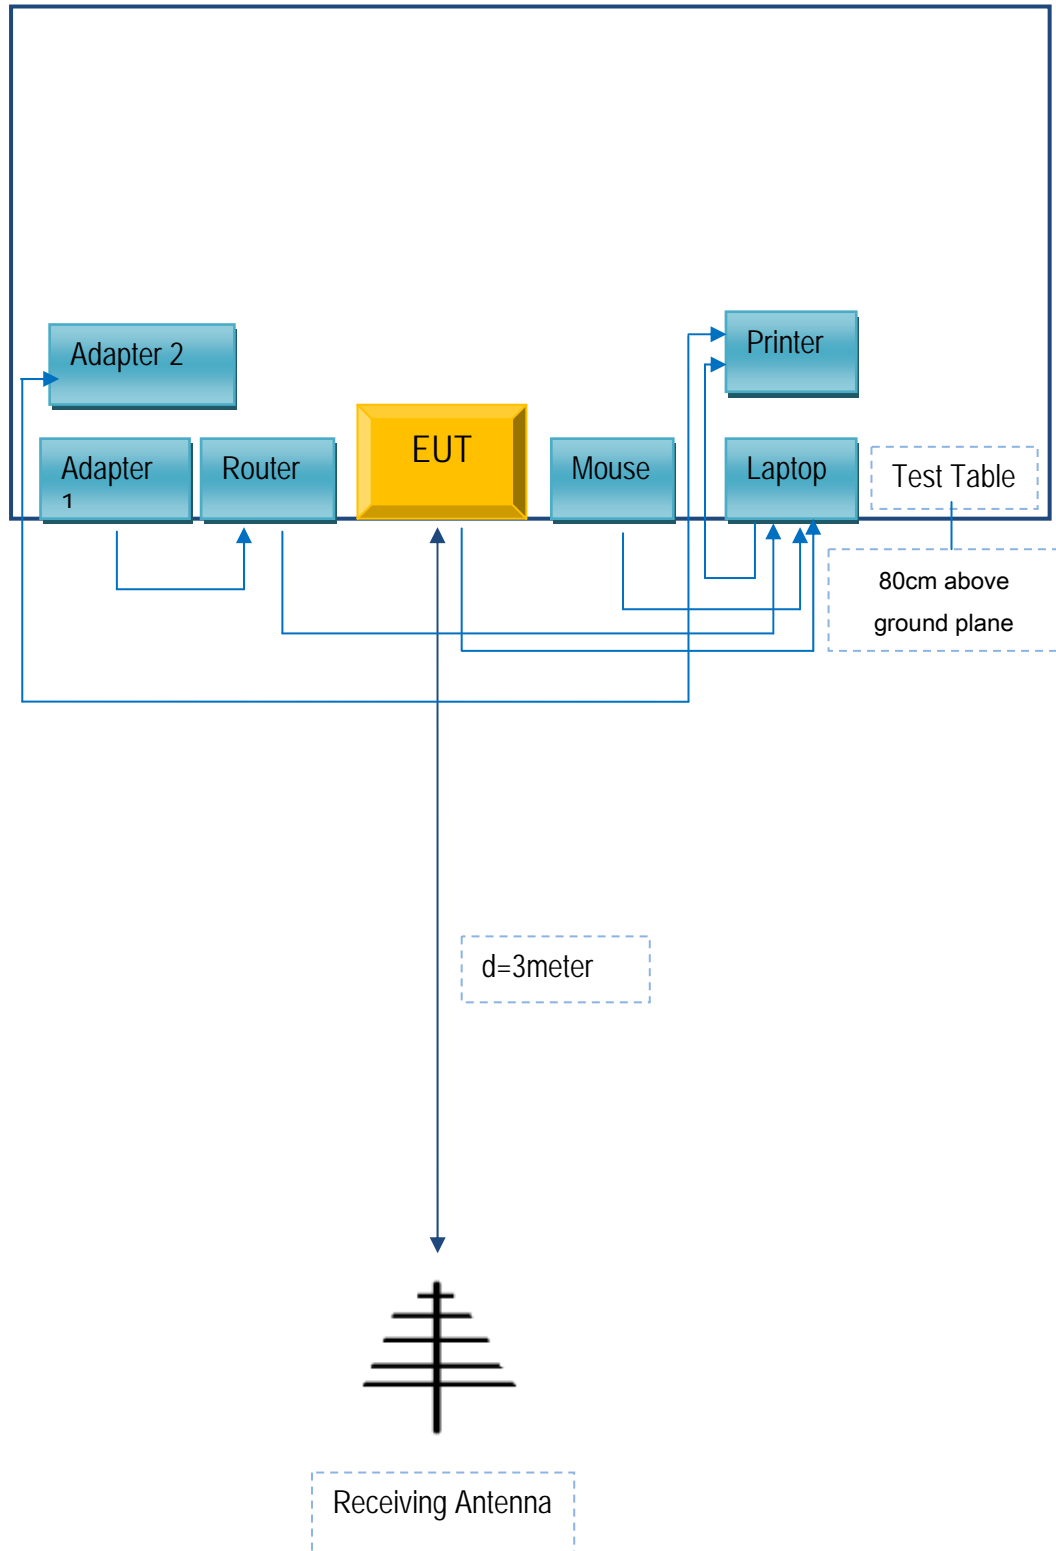 Adapter 2
Printer
EUT
Adapter
1
Router
Mouse
Laptop
Test Table
80cm above
ground plane
d=3meter
Receiving Antenna